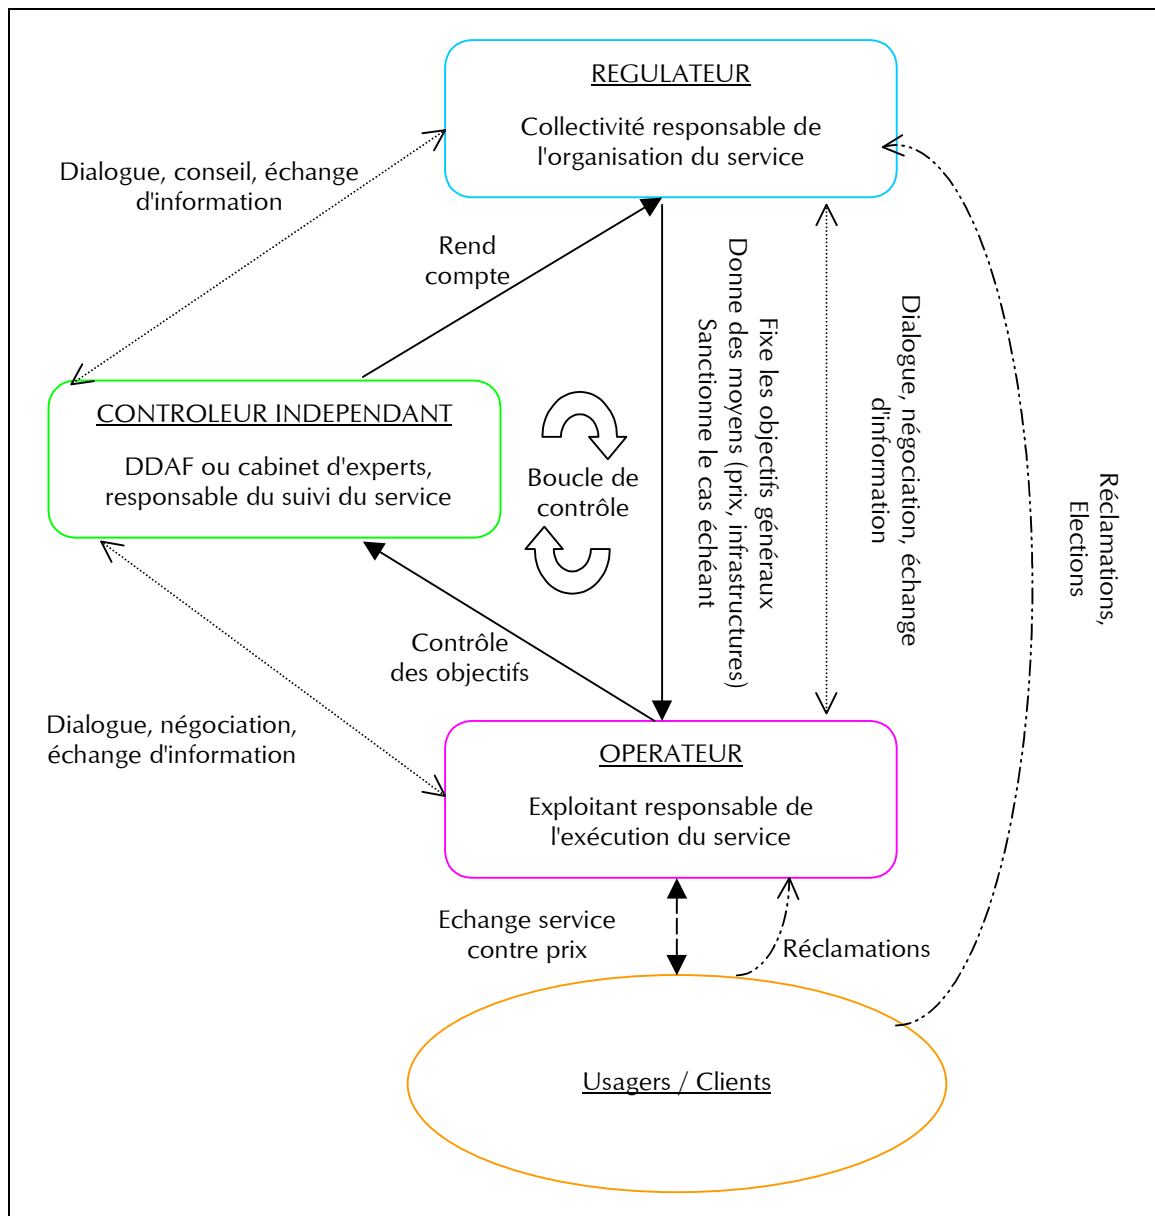 REGULATEUR
Collectivité responsable de
l'organisation du service
Dialogue, conseil, échange
d'information
Rend
compte
Fixe les objectifs généraux
Donne des moyens (prix, infrastructures)
Sanctionne le cas échéant
Dialogue, négociation, échange
d'information
Réclamations,
Elections
CONTROLEUR INDEPENDANT
DDAF ou cabinet d'experts,
responsable du suivi du service
Boucle de
contrôle
Contrôle
des objectifs
Dialogue, négociation,
échange d'information
OPERATEUR
Exploitant responsable de
l'exécution du service
Echange service
contre prix
Réclamations
Usagers / Clients